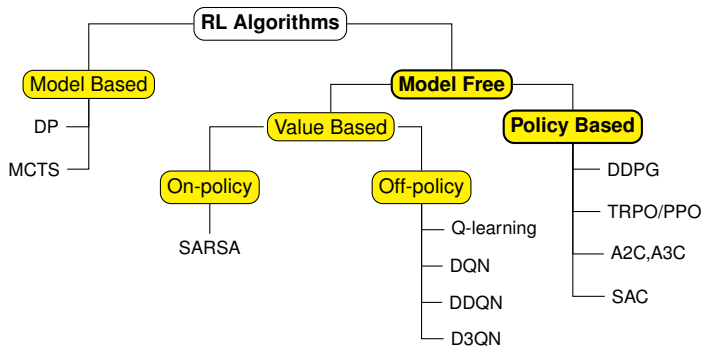 RL Algorithms
Model Based
Model Free
DP
MCTS
Value Based
Policy Based
On-policy
Off-policy
SARSA
Q-learning
DQN
DDQN
D3QN
DDPG
TRPO/PPO
A2C,A3C
SAC